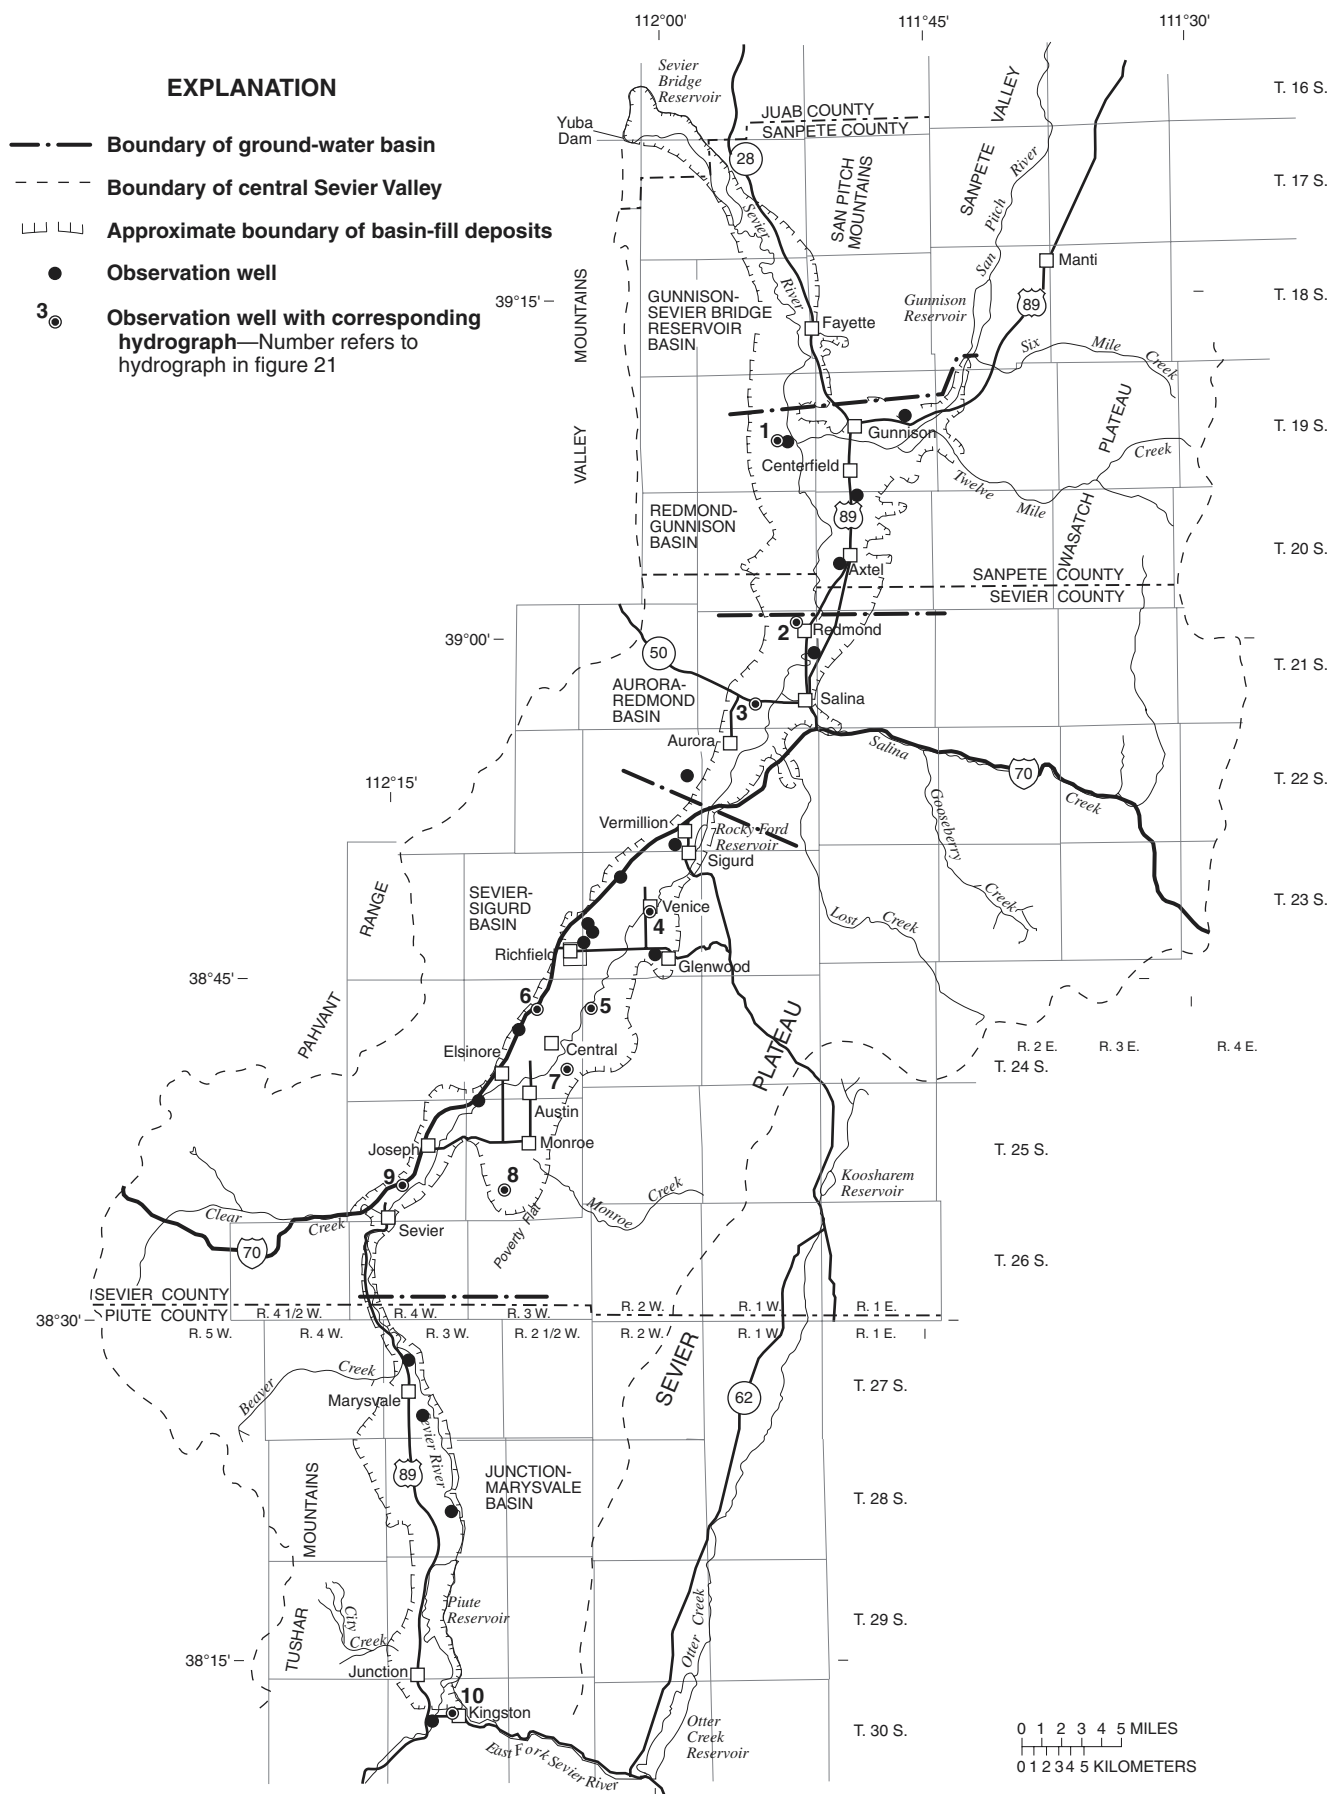 112°00'
111°45'
111°30'
EXPLANATION
Boundary of ground-water basin
Boundary of central Sevier Valley
Approximate boundary of basin-fill deposits
Observation well
3
Observation well with corresponding
hydrograph—Number refers to
hydrograph in figure 21
Sevier
Bridge
Reservoir
Yuba
Dam
JUAB COUNTY
SANPETE COUNTY
28
SAN PITCH
MOUNTAINS
SANPETE
VALLEY
San
Pitch
River
T. 16 S.
T. 17 S.
Sevier
River
Manti
89
T. 18 S.
39°15'
VALLEY
MOUNTAINS
GUNNISON-
SEVIER BRIDGE
RESERVOIR
BASIN
Fayette
Gunnison
Reservoir
Six
Mile
Creek
1
Gunnison
Centerfield
PLATEAU
Creek
T. 19 S.
Twelve
Mile
WASATCH
REDMOND-
GUNNISON
BASIN
89
Axtel
T. 20 S.
SANPETE COUNTY
SEVIER COUNTY
39°00'
2
Redmond
50
T. 21 S.
AURORA-
REDMOND
BASIN
Salina
3
Aurora
Salina
70
Creek
T. 22 S.
112°15'
Gooseberry
Creek
Vermillion
Rocky Ford
Reservoir
Sigurd
RANGE
SEVIER-
SIGURD
BASIN
Venice
4
Lost
Creek
T. 23 S.
Richfield
Glenwood
38°45'
PAHVANT
6
5
Elsinore
Central
7
PLATEAU
R. 2 E.
R. 3 E.
R. 4 E.
T. 24 S.
Austin
Joseph
Monroe
T. 25 S.
9
8
Monroe
Creek
Koosharem
Reservoir
Clear
Creek
Sevier
Poverty Flat
70
T. 26 S.
SEVIER COUNTY
PIUTE COUNTY
38°30'
R. 4 1/2 W.
R. 4 W.
R. 3 W.
R. 2 W.
R. 1 W.
R. 1 E.
R. 5 W.
R. 4 W.
R. 3 W.
R. 2 1/2 W.
R. 2 W.
R. 1 W.
R. 1 E.
Beaver
Creek
Marysvale
SEVIER
62
T. 27 S.
Sevier River
89
JUNCTION-
MARYSVALE
BASIN
T. 28 S.
MOUNTAINS
TUSHAR
City
Creek
Piute
Reservoir
Otter Creek
T. 29 S.
38°15'
Junction
10
Kingston
East Fork Sevier River
Otter
Creek
Reservoir
T. 30 S.
0 1 2 3 4 5 MILES
0 1 2 3 4 5 KILOMETERS